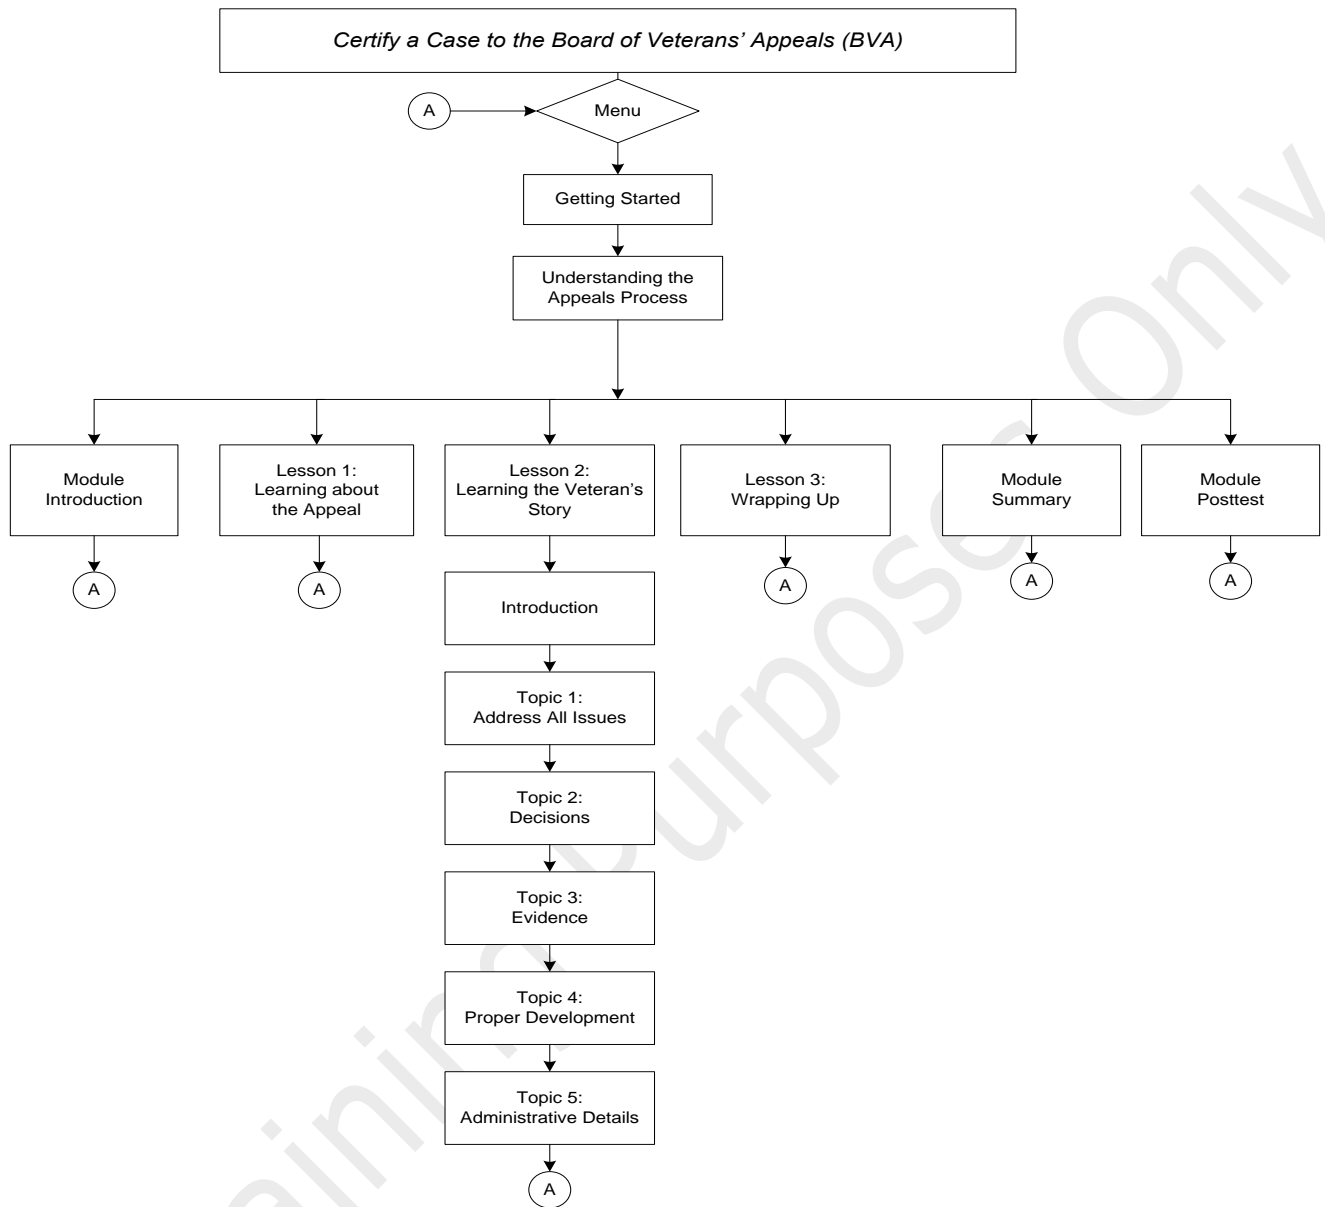 Certify a Case to the Board of Veterans' Appeals (BVA)
A
Menu
Getting Started
Understanding the
Appeals Process
Module
Introduction
Lesson 1:
Learning about
the Appeal
Lesson 2:
Learning the Veteran's
Story
Lesson 3:
Wrapping Up
Module
Summary
Module
Posttest
A
A
A
A
A
Introduction
Topic 1:
Address All Issues
Topic 2:
Decisions
Topic 3:
Evidence
Topic 4:
Proper Development
Topic 5:
Administrative Details
A
aining Purposes Only